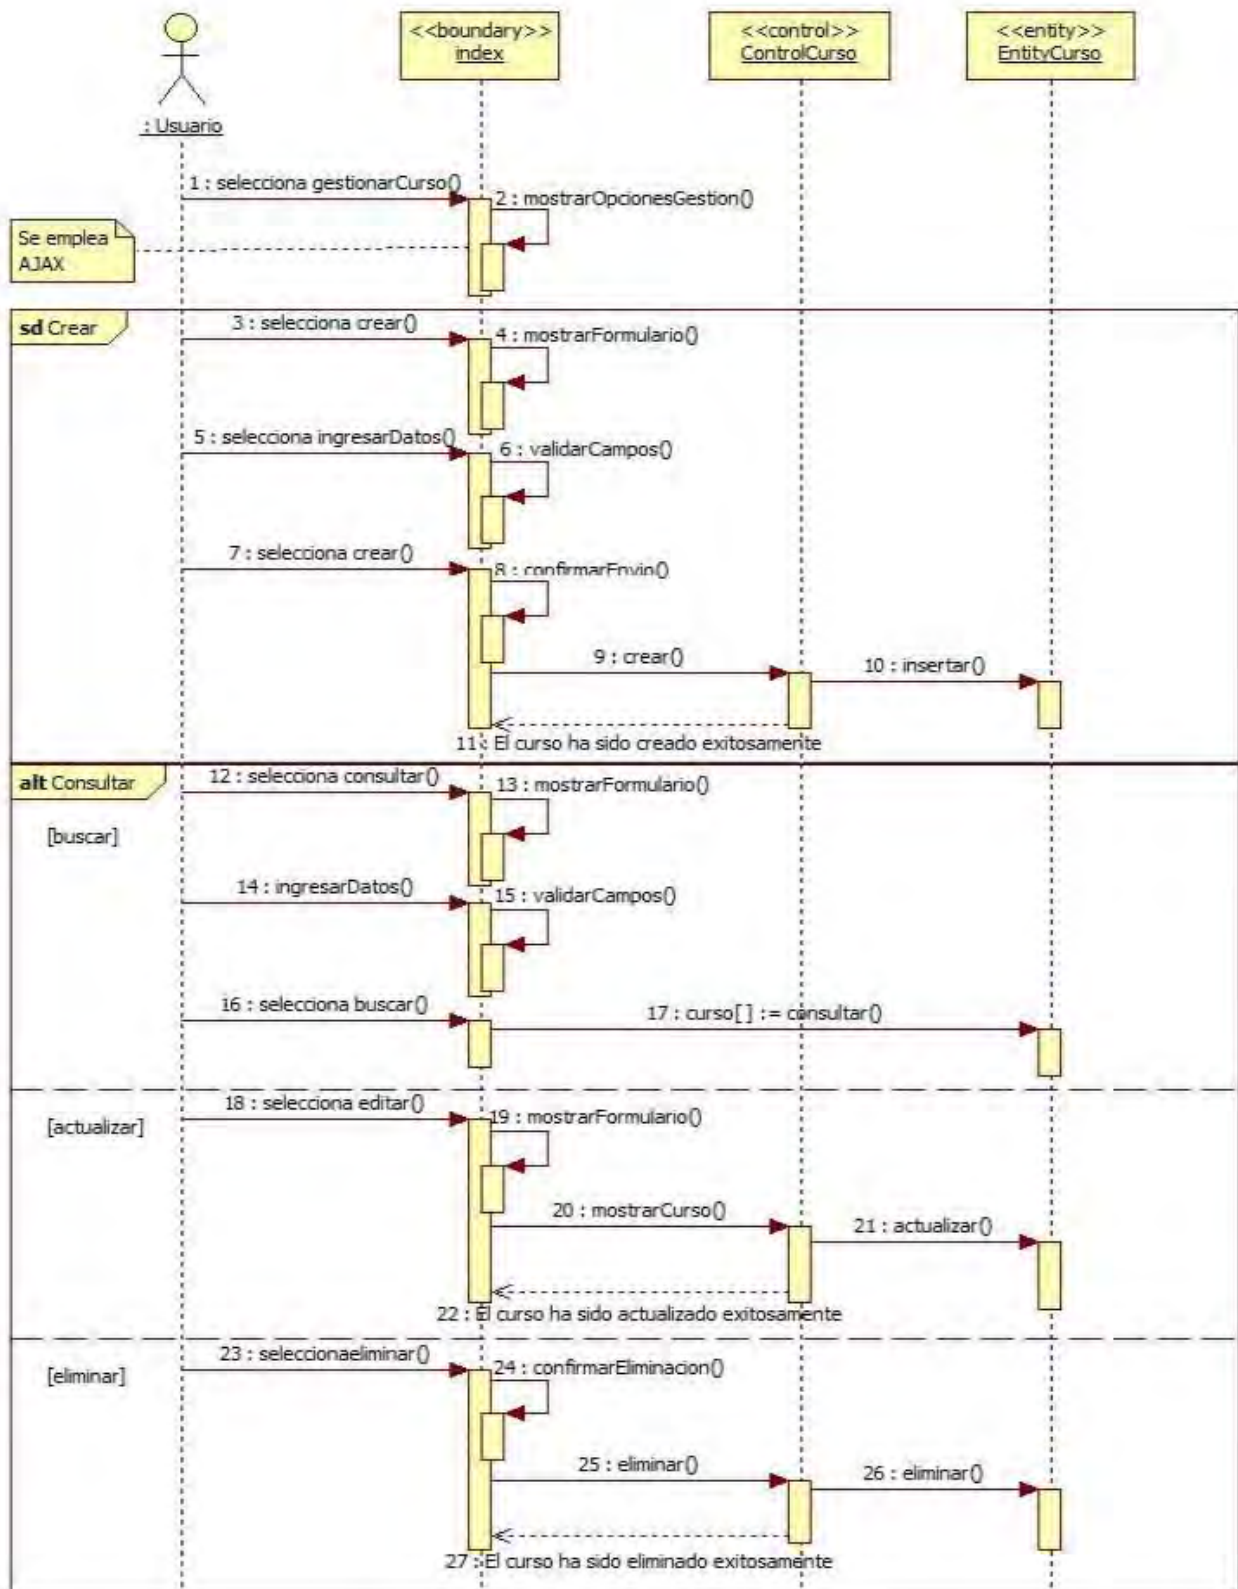 <<boundary>>
index
<<control>>
ControlCurso
<<entity>>
EntityCurso
: Usuario
1 : selecciona gestionarCurso()
2 : mostrarOpcionesGestion()
Se emplea
AJAX
sd Crear
3 : selecciona crear()
4 : mostrarFormulario()
5 : selecciona ingresarDatos()
6 : validarCampos()
7 : selecciona crear()
8 : confirmarEnvio()
9 : crear()
10 : insertar()
11 : El curso ha sido creado exitosamente
alt Consultar
12 : selecciona consultar()
13 : mostrarFormulario()
[buscar]
14 : ingresarDatos()
15 : validarCampos()
16 : selecciona buscar()
17 : curso[ ] := consultar()
18 : selecciona editar()
19 : mostrarFormulario()
[actualizar]
20 : mostrarCurso()
21 : actualizar()
22 : El curso ha sido actualizado exitosamente
23 : seleccionaeliminar()
24 : confirmarEliminacion()
[eliminar]
25 : eliminar()
26 : eliminar()
27 : El curso ha sido eliminado exitosamente